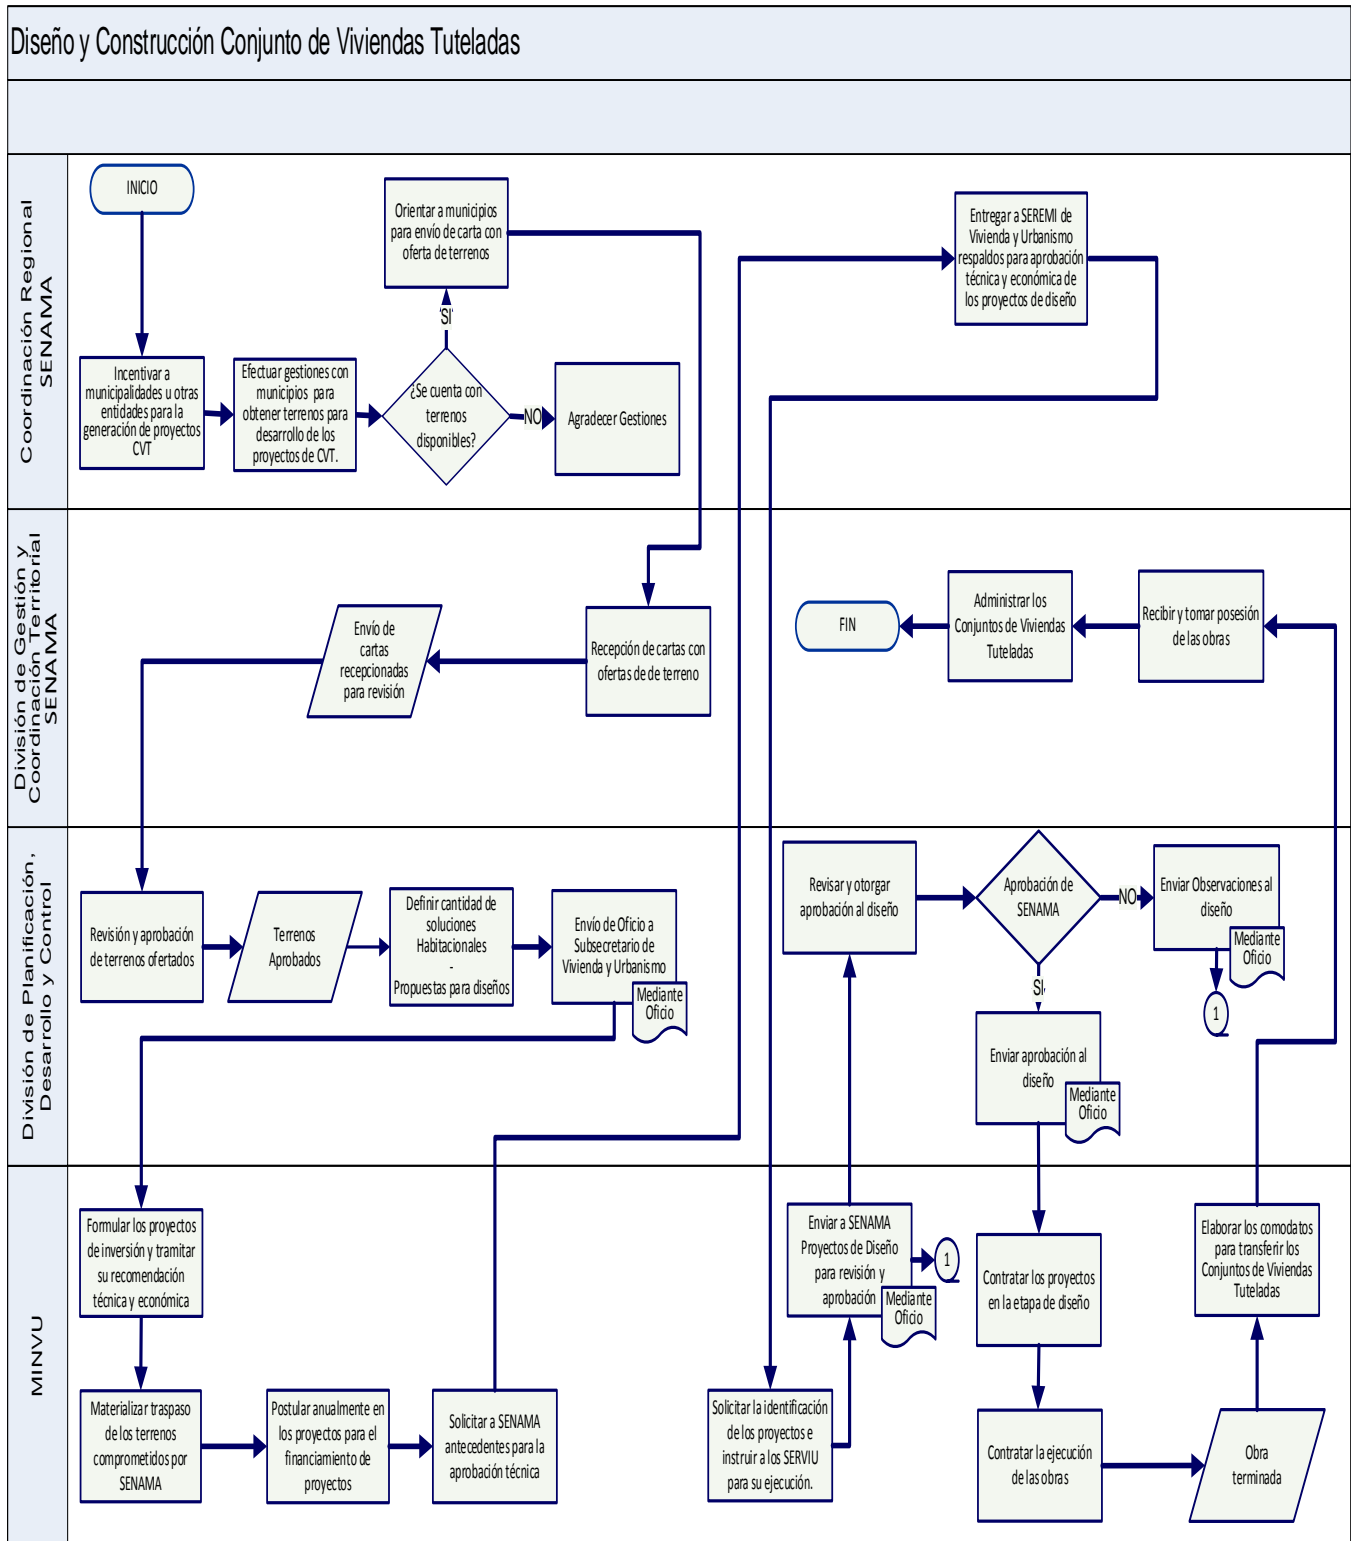 Diseño y Construcción Conjunto de Viviendas Tuteladas
Coordinación Regional
SENAMA
INICIO
Incentivar a
municipalidades u otras
entidades para la
generación de proyectos
CVT
Efectuar gestiones con
municipios para
obtener terrenos para
desarrollo de los
proyectos de CVT.
¿Se cuenta con
terrenos
disponibles?
SI
NO
Orientar a municipios
para envío de carta con
oferta de terrenos
Agradecer Gestiones
Entregar a SEREMI de
Vivienda y Urbanismo
respaldos para aprobación
técnica y económica de
los proyectos de diseño
División de Gestión y
Coordinación Territorial
SENAMA
Envío de
cartas
recepcionadas
para revisión
Recepción de cartas con
ofertas de de terreno
FIN
Administrar los
Conjuntos de Viviendas
Tuteladas
Recibir y tomar posesión
de las obras
División de Planificación,
Desarrollo y Control
Revisión y aprobación
de terrenos ofertados
Terrenos
Aprobados
Definir cantidad de
soluciones
Habitacionales
-
Propuestas para diseños
Envío de Oficio a
Subsecretario de
Vivienda y Urbanismo
Mediante
Oficio
Revisar y otorgar
aprobación al diseño
Aprobación de
SENAMA
NO
SI
Enviar Observaciones al
diseño
Mediante
Oficio
1
Enviar aprobación al
diseño
Mediante
Oficio
MINVU
Formular los proyectos
de inversión y tramitar
su recomendación
técnica y económica
Materializar traspaso
de los terrenos
comprometidos por
SENAMA
Postular anualmente en
los proyectos para el
financiamiento de
proyectos
Solicitar a SENAMA
antecedentes para la
aprobación técnica
Solicitar la identificación
de los proyectos e
instruir a los SERVIU
para su ejecución.
Enviar a SENAMA
Proyectos de Diseño
para revisión y
aprobación
Mediante
Oficio
1
Contratar los proyectos
en la etapa de diseño
Contratar la ejecución
de las obras
Obra
terminada
Elaborar los comodatos
para transferir los
Conjuntos de Viviendas
Tuteladas